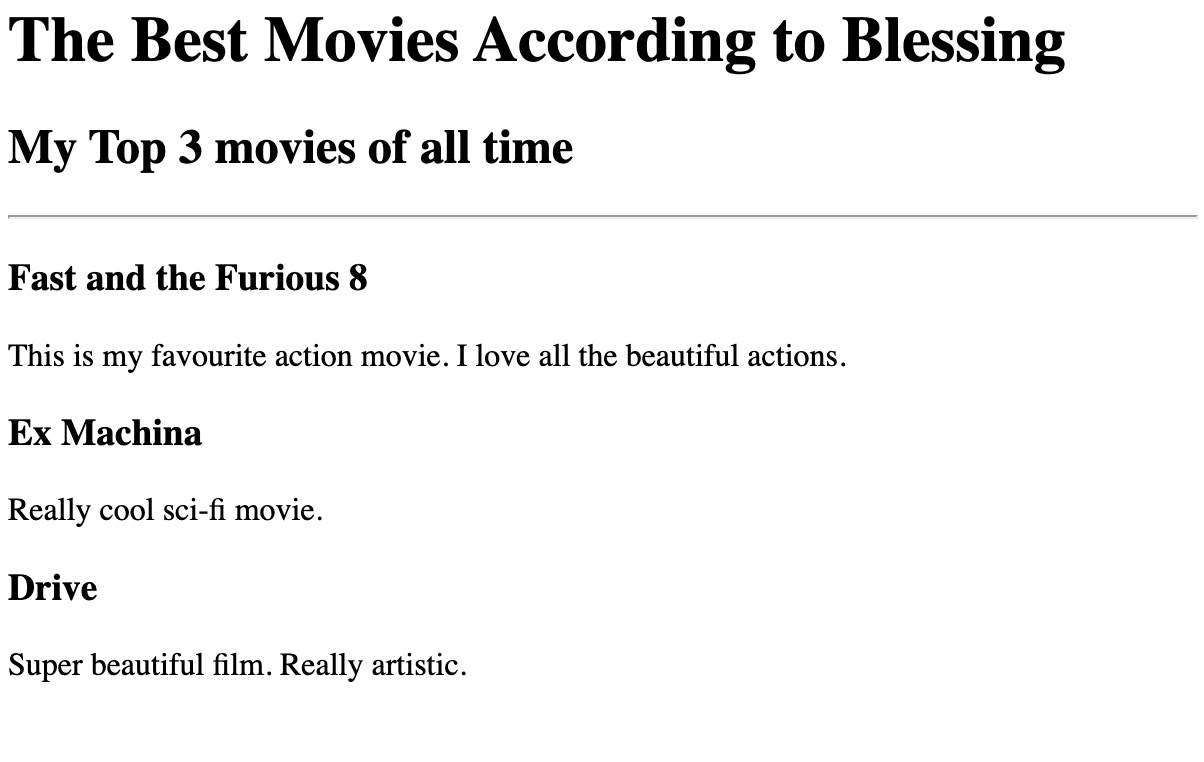 The Best Movies According to Blessing
My Top 3 movies of all time
Fast and the Furious 8
This is my favourite action movie. I love all the beautiful actions.
Ex Machina
Really cool sci-fi movie.
Drive
Super beautiful film. Really artistic.